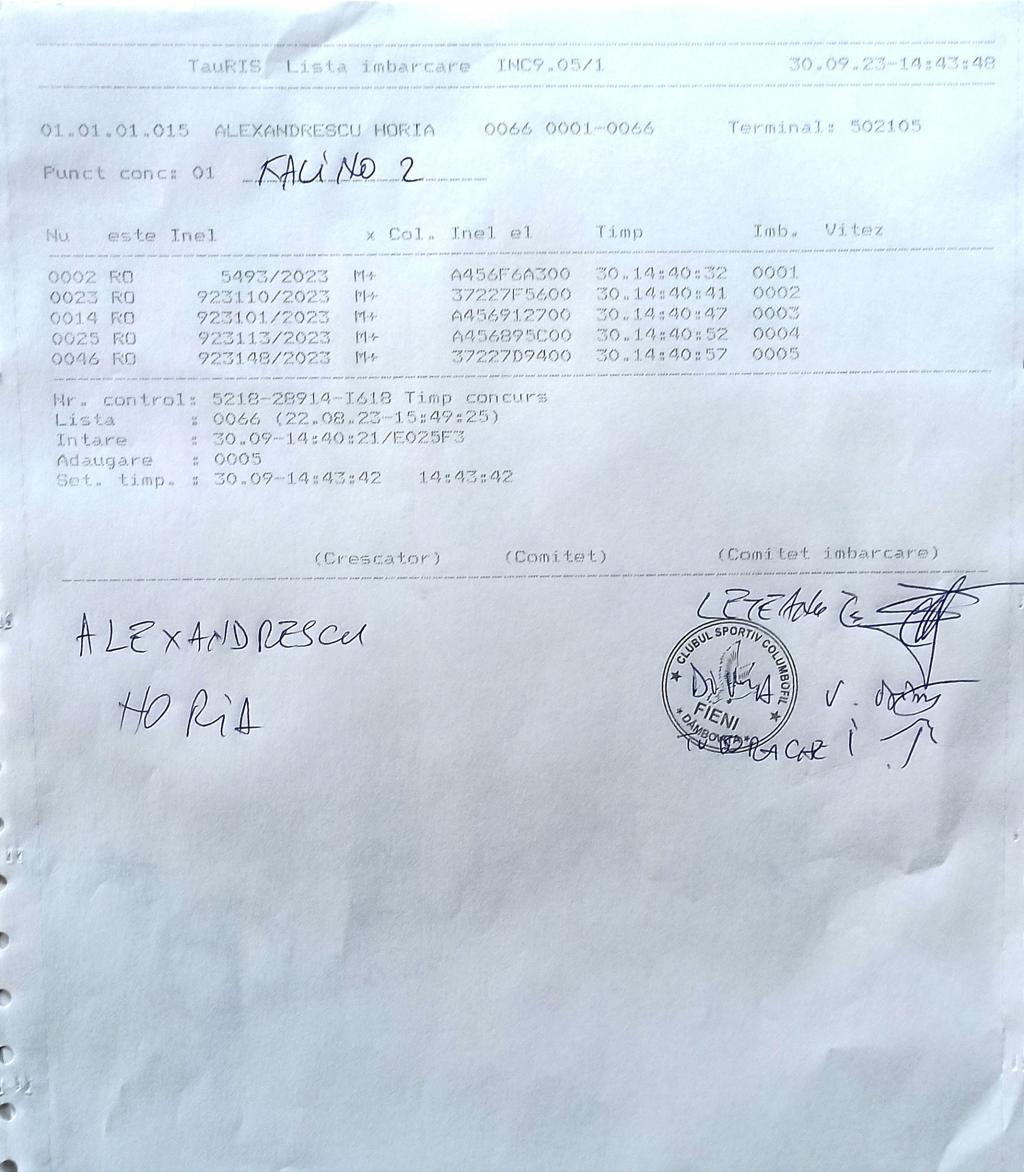 TauRIS Lista imbarcare INC9.05/1 30.09.23-14:43:48
01.01.01.015 ALEXANDRESCU HORIA 0066 0001-0066 Terminal: 502105
Punct conc: 01 KALINO 2
Nu este Inel x Col. Inel el Timp Imb. Vitez
0002 RO 5493/2023 M+ A456F6A300 30.14:40:32 0001
0023 RO 923110/2023 M+ 37227F5600 30.14:40:41 0002
0014 RO 923101/2023 M+ A456912700 30.14:40:47 0003
0025 RO 923113/2023 M+ A456895C00 30.14:40:52 0004
0046 RO 923148/2023 M+ 37227D9400 30.14:40:57 0005
Nr. control: 5218-28914-I618 Timp concurs
Lista : 0066 (22.08.23-15:49:25)
Intare : 30.09-14:40:21/E025F3
Adaugare : 0005
Set. timp. : 30.09-14:43:42 14:43:42
(Crescator) (Comitet) (Comitet imbarcare)
ALEXANDRESCU
HORIA
CLUBUL SPORTIV COLUMBOFIL
FIENI
DAMBOVITA